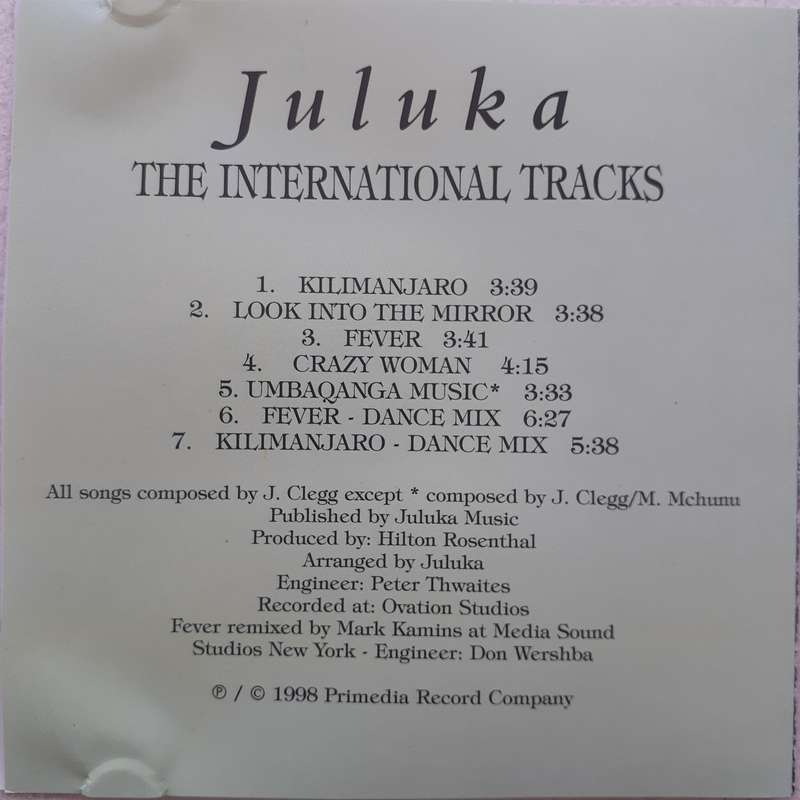 Juluka
THE INTERNATIONAL TRACKS
1. KILIMANJARO 3:39
2. LOOK INTO THE MIRROR 3:38
3. FEVER 3:41
4. CRAZY WOMAN 4:15
5. UMBAQANGA MUSIC* 3:33
6. FEVER - DANCE MIX 6:27
7. KILIMANJARO - DANCE MIX 5:38
All songs composed by J. Clegg except * composed by J. Clegg/M. Mchunu
Published by Juluka Music
Produced by: Hilton Rosenthal
Arranged by Juluka
Engineer: Peter Thwaites
Recorded at: Ovation Studios
Fever remixed by Mark Kamins at Media Sound
Studios New York - Engineer: Don Wershba
℗ / © 1998 Primedia Record Company